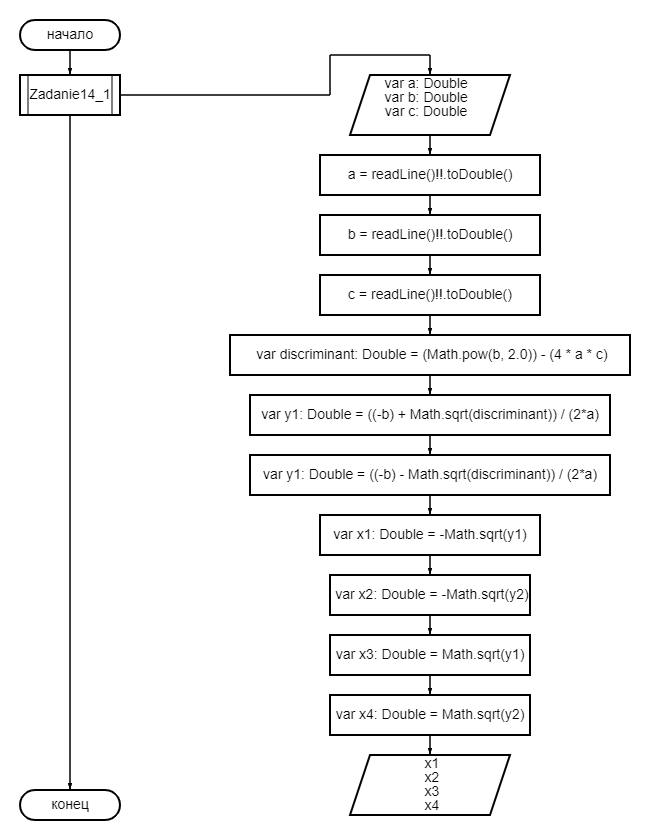 начало
Zadanie14_1
var a: Double
var b: Double
var c: Double
a = readLine()!!.toDouble()
b = readLine()!!.toDouble()
c = readLine()!!.toDouble()
var discriminant: Double = (Math.pow(b, 2.0)) - (4 * a * c)
var y1: Double = ((-b) + Math.sqrt(discriminant)) / (2*a)
var y1: Double = ((-b) - Math.sqrt(discriminant)) / (2*a)
var x1: Double = -Math.sqrt(y1)
var x2: Double = -Math.sqrt(y2)
var x3: Double = Math.sqrt(y1)
var x4: Double = Math.sqrt(y2)
x1
x2
x3
x4
конец